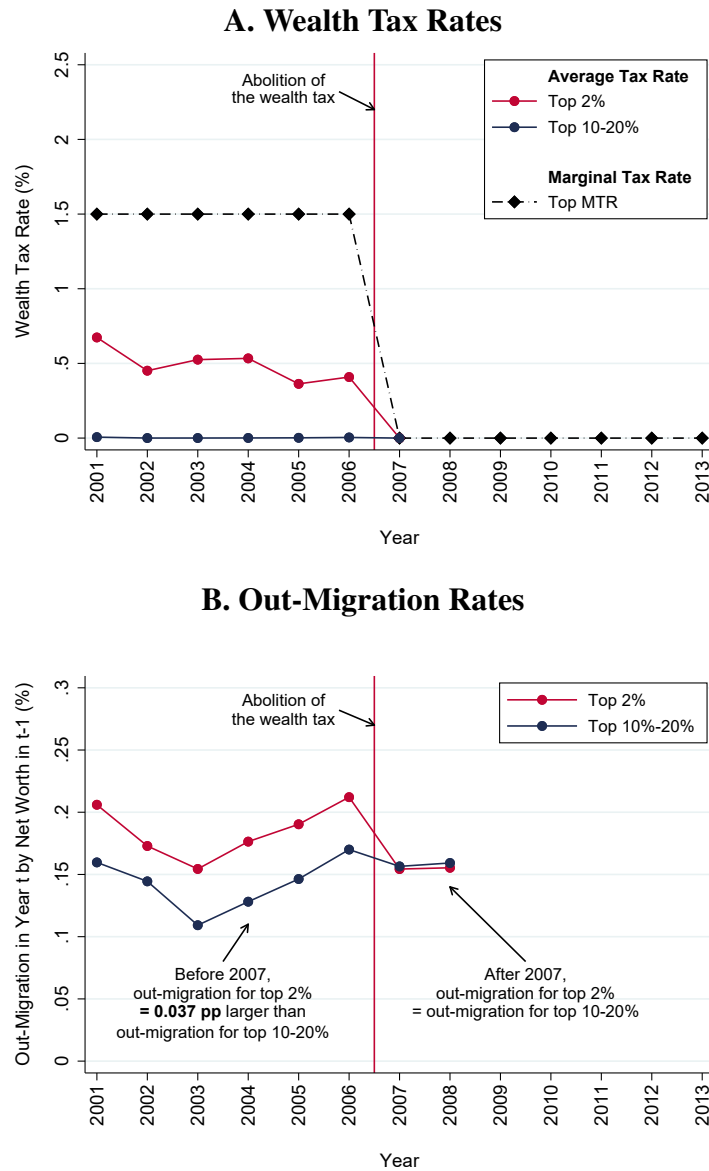 A. Wealth Tax Rates
Wealth Tax Rate (%)
2.5
2
1.5
1
.5
0
Abolition of
the wealth tax
Average Tax Rate
Top 2%
Top 10-20%
Marginal Tax Rate
Top MTR
2001
2002
2003
2004
2005
2006
2007
2008
2009
2010
2011
2012
2013
Year
B. Out-Migration Rates
Out-Migration in Year t by Net Worth in t-1 (%)
.3
.25
.2
.15
.1
.05
0
Abolition of
the wealth tax
Top 2%
Top 10%-20%
Before 2007,
out-migration for top 2%
= 0.037 pp larger than
out-migration for top 10-20%
After 2007,
out-migration for top 2%
= out-migration for top 10-20%
2001
2002
2003
2004
2005
2006
2007
2008
2009
2010
2011
2012
2013
Year